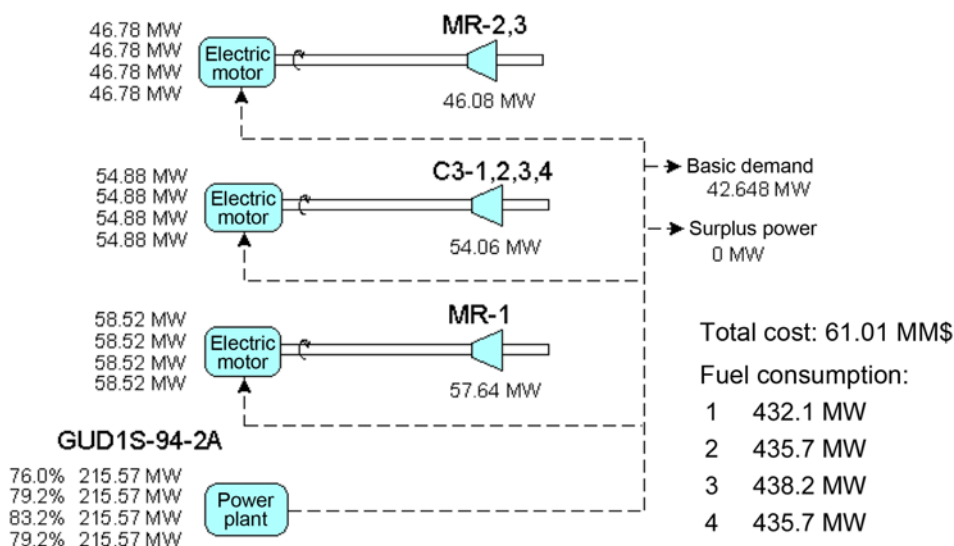 MR-2,3
46.78 MW
46.78 MW
46.78 MW
46.78 MW
Electric
motor
46.08 MW
C3-1,2,3,4
54.88 MW
54.88 MW
54.88 MW
54.88 MW
Electric
motor
54.06 MW
Basic demand
42.648 MW
Surplus power
0 MW
MR-1
58.52 MW
58.52 MW
58.52 MW
58.52 MW
Electric
motor
57.64 MW
GUD1S-94-2A
76.0% 215.57 MW
79.2% 215.57 MW
83.2% 215.57 MW
79.2% 215.57 MW
Power
plant
Total cost: 61.01 MM$
Fuel consumption:
1 432.1 MW
2 435.7 MW
3 438.2 MW
4 435.7 MW